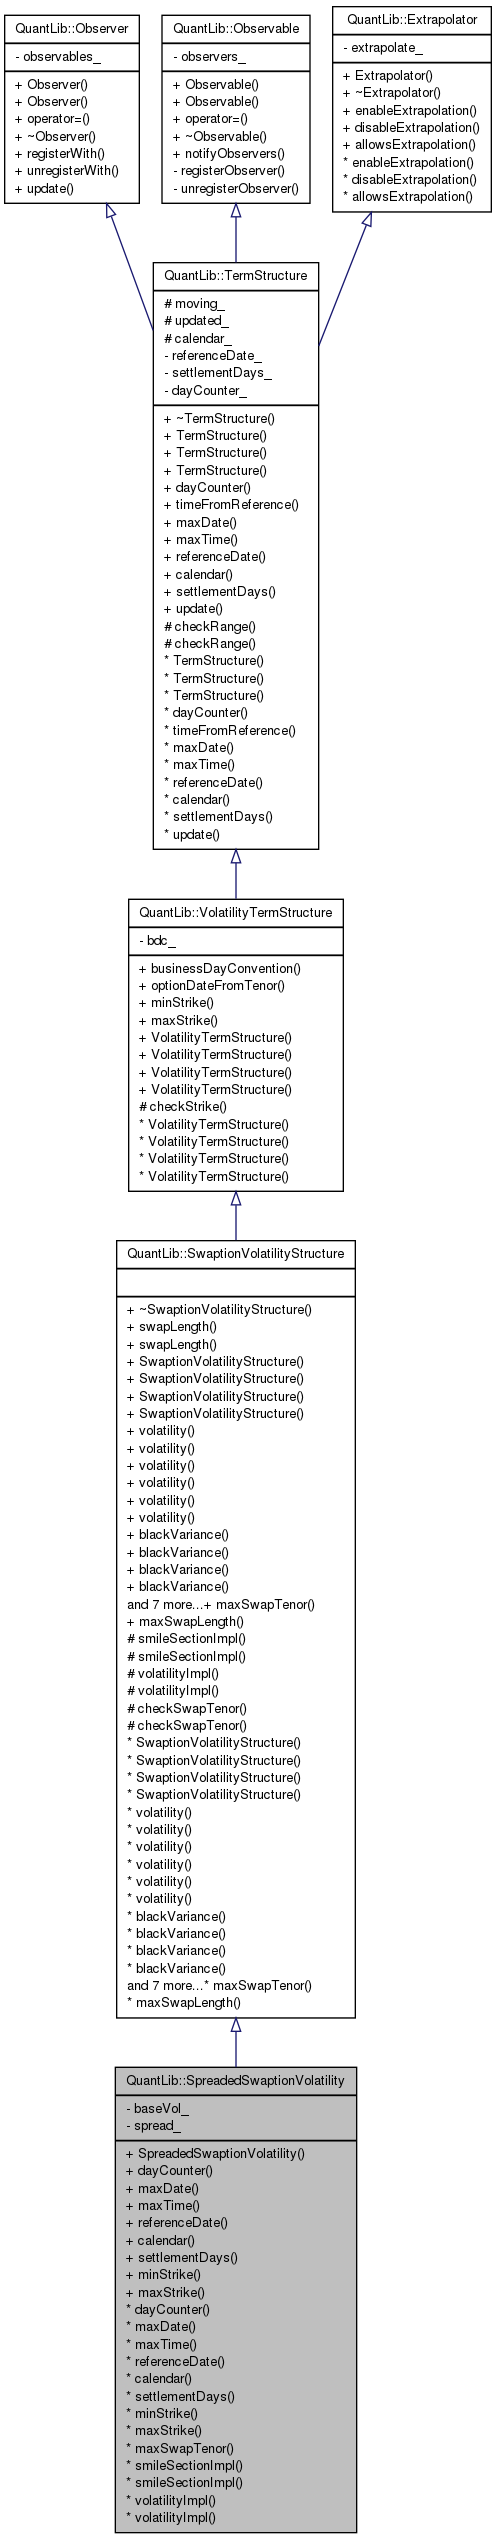 QuantLib::Observer
- observables_
+ Observer()
+ Observer()
+ operator=()
+ ~Observer()
+ registerWith()
+ unregisterWith()
+ update()
QuantLib::Observable
- observers_
+ Observable()
+ Observable()
+ operator=()
+ ~Observable()
+ notifyObservers()
- registerObserver()
- unregisterObserver()
QuantLib::Extrapolator
- extrapolate_
+ Extrapolator()
+ ~Extrapolator()
+ enableExtrapolation()
+ disableExtrapolation()
+ allowsExtrapolation()
* enableExtrapolation()
* disableExtrapolation()
* allowsExtrapolation()
QuantLib::TermStructure
# moving_
# updated_
# calendar_
- referenceDate_
- settlementDays_
- dayCounter_
+ ~TermStructure()
+ TermStructure()
+ TermStructure()
+ TermStructure()
+ dayCounter()
+ timeFromReference()
+ maxDate()
+ maxTime()
+ referenceDate()
+ calendar()
+ settlementDays()
+ update()
# checkRange()
# checkRange()
* TermStructure()
* TermStructure()
* TermStructure()
* dayCounter()
* timeFromReference()
* maxDate()
* maxTime()
* referenceDate()
* calendar()
* settlementDays()
* update()
QuantLib::VolatilityTermStructure
- bdc_
+ businessDayConvention()
+ optionDateFromTenor()
+ minStrike()
+ maxStrike()
+ VolatilityTermStructure()
+ VolatilityTermStructure()
+ VolatilityTermStructure()
+ VolatilityTermStructure()
# checkStrike()
* VolatilityTermStructure()
* VolatilityTermStructure()
* VolatilityTermStructure()
* VolatilityTermStructure()
QuantLib::SwaptionVolatilityStructure
+ ~SwaptionVolatilityStructure()
+ swapLength()
+ swapLength()
+ SwaptionVolatilityStructure()
+ SwaptionVolatilityStructure()
+ SwaptionVolatilityStructure()
+ SwaptionVolatilityStructure()
+ volatility()
+ volatility()
+ volatility()
+ volatility()
+ volatility()
+ volatility()
+ blackVariance()
+ blackVariance()
+ blackVariance()
+ blackVariance()
and 7 more...+ maxSwapTenor()
+ maxSwapLength()
# smileSectionImpl()
# smileSectionImpl()
# volatilityImpl()
# volatilityImpl()
# checkSwapTenor()
# checkSwapTenor()
* SwaptionVolatilityStructure()
* SwaptionVolatilityStructure()
* SwaptionVolatilityStructure()
* SwaptionVolatilityStructure()
* volatility()
* volatility()
* volatility()
* volatility()
* volatility()
* volatility()
* blackVariance()
* blackVariance()
* blackVariance()
* blackVariance()
and 7 more...* maxSwapTenor()
* maxSwapLength()
QuantLib::SpreadedSwaptionVolatility
- baseVol_
- spread_
+ SpreadedSwaptionVolatility()
+ dayCounter()
+ maxDate()
+ maxTime()
+ referenceDate()
+ calendar()
+ settlementDays()
+ minStrike()
+ maxStrike()
* dayCounter()
* maxDate()
* maxTime()
* referenceDate()
* calendar()
* settlementDays()
* minStrike()
* maxStrike()
* maxSwapTenor()
* smileSectionImpl()
* smileSectionImpl()
* volatilityImpl()
* volatilityImpl()